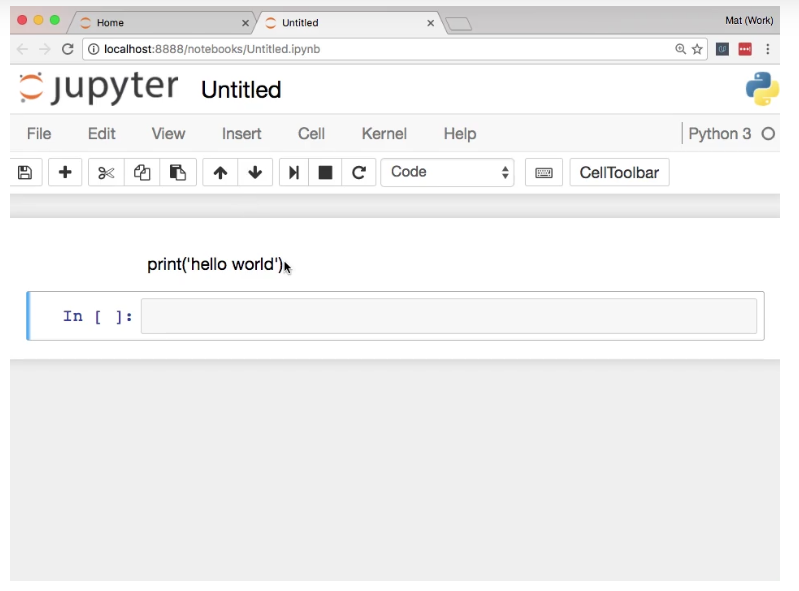 Home
Untitled
Mat (Work)
localhost:8888/notebooks/Untitled.ipynb
jupyter Untitled
File Edit View Insert Cell Kernel Help Python 3
Code CellToolbar
print('hello world')
In [ ]: